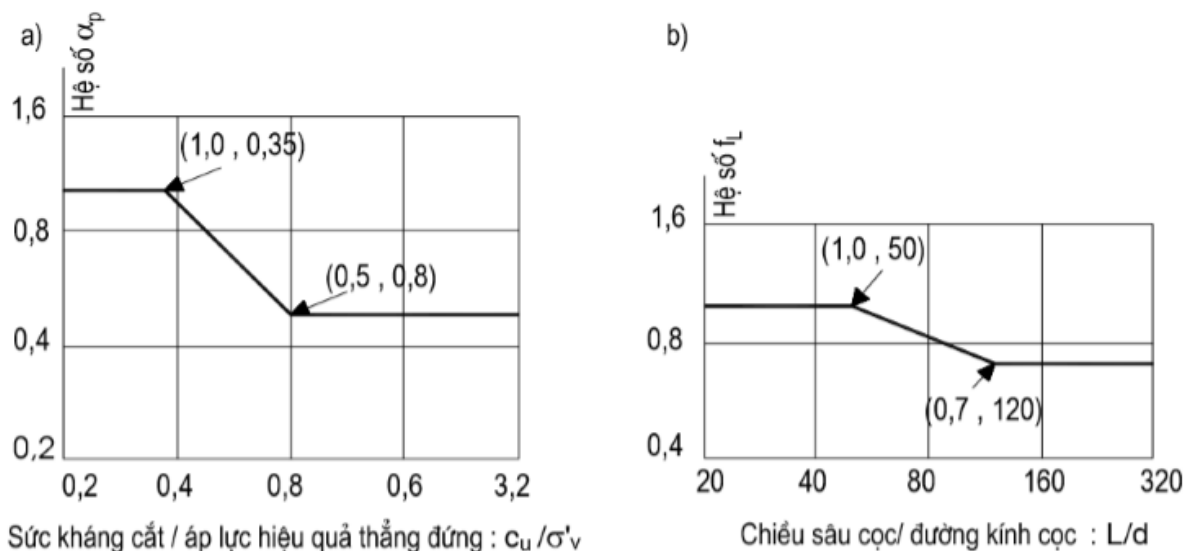 a)
Hệ số αp
1,6
0,8
0,4
0,2
(1,0 , 0,35)
(0,5 , 0,8)
0,2 0,4 0,8 0,6 3,2
Sức kháng cắt / áp lực hiệu quả thẳng đứng : cu /σ'v
b)
Hệ số fL
1,6
0,8
0,4
(1,0 , 50)
(0,7 , 120)
20 40 80 160 320
Chiều sâu cọc/ đường kính cọc : L/d